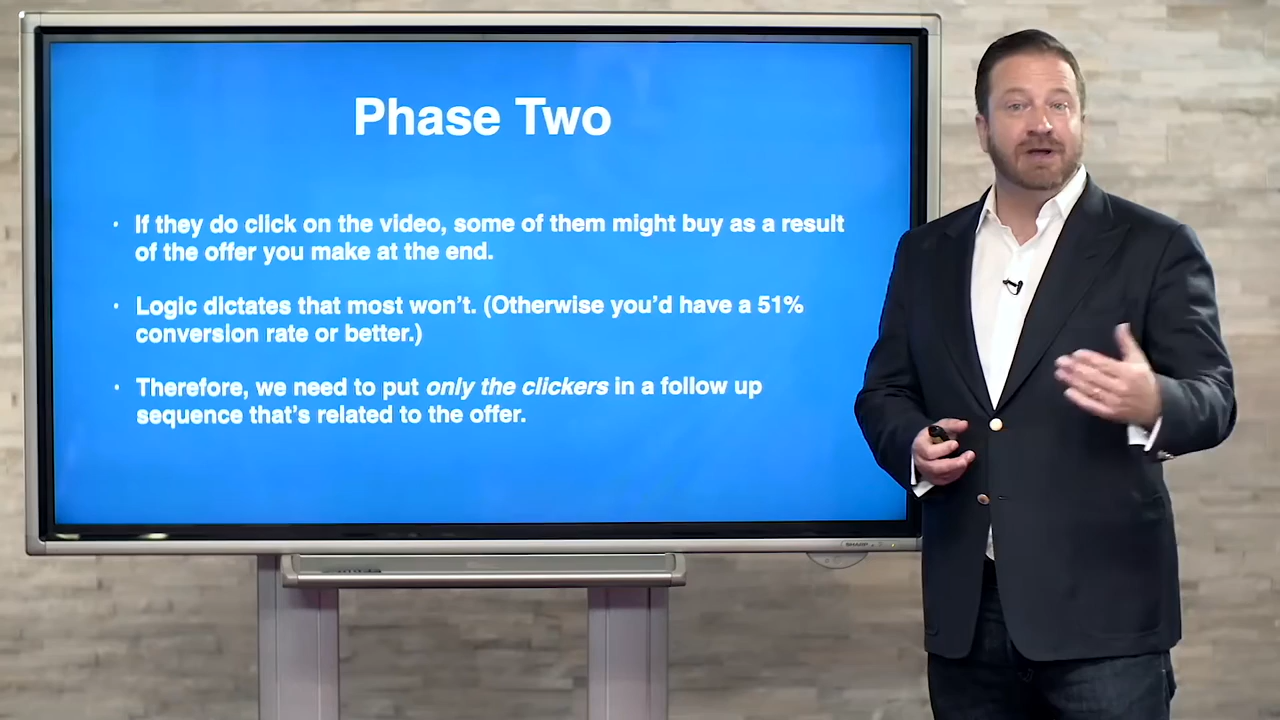 Phase Two
· If they do click on the video, some of them might buy as a result
of the offer you make at the end.
· Logic dictates that most won't. (Otherwise you'd have a 51%
conversion rate or better.)
· Therefore, we need to put only the clickers in a follow up
sequence that's related to the offer.
SHARP